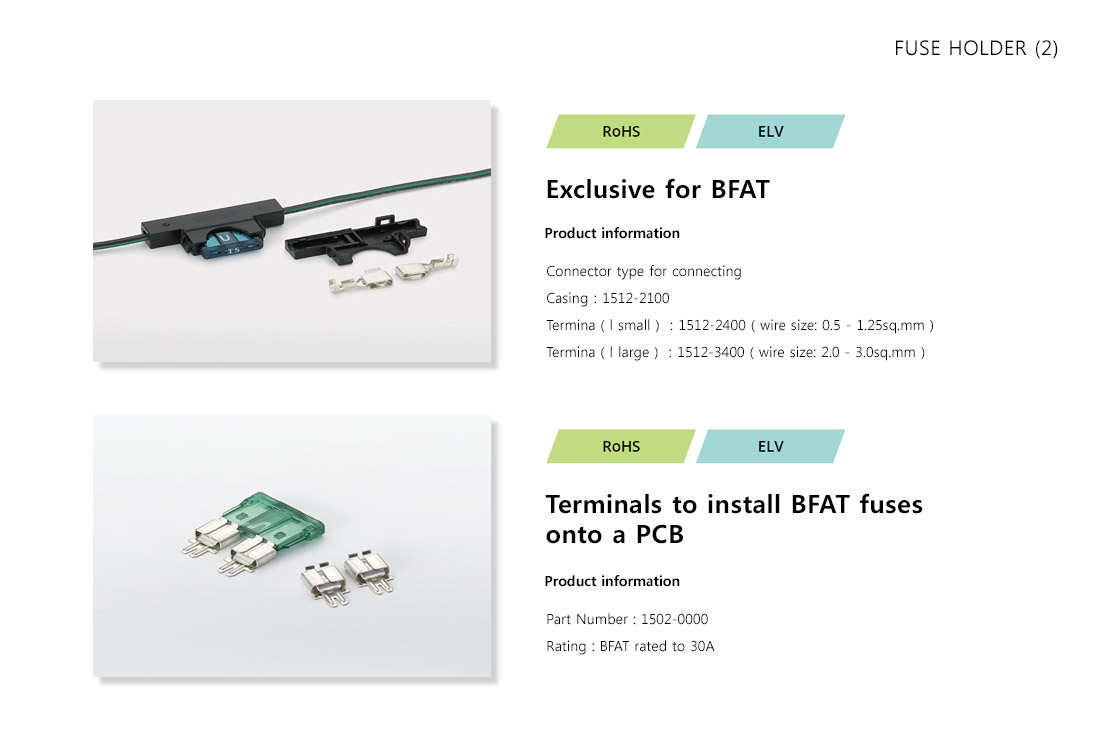 FUSE HOLDER (2)
RoHS
ELV
Exclusive for BFAT
Product information
Connector type for connecting
Casing : 1512-2100
Termina ( l small ) : 1512-2400 ( wire size: 0.5 - 1.25sq.mm )
Termina ( l large ) : 1512-3400 ( wire size: 2.0 - 3.0sq.mm )
U
15
RoHS
ELV
Terminals to install BFAT fuses
onto a PCB
Product information
Part Number : 1502-0000
Rating : BFAT rated to 30A